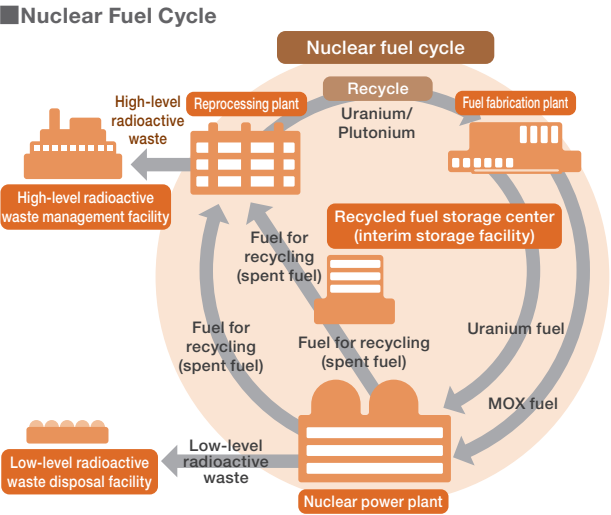 ■Nuclear Fuel Cycle
Nuclear fuel cycle
Recycle
Uranium/
Plutonium
High-level
radioactive
waste
Reprocessing plant
Fuel fabrication plant
High-level radioactive
waste management facility
Recycled fuel storage center
(interim storage facility)
Fuel for
recycling
(spent fuel)
Fuel for
recycling
(spent fuel)
Fuel for recycling
(spent fuel)
Uranium fuel
MOX fuel
Low-level
radioactive
waste
Low-level radioactive
waste disposal facility
Nuclear power plant